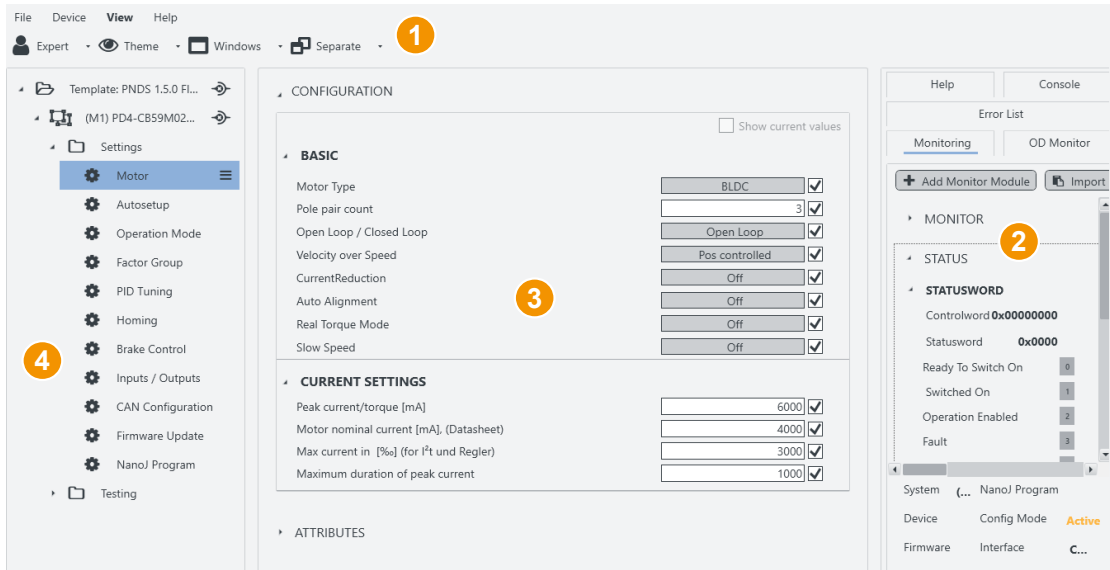 File Device View Help
Expert Theme Windows Separate
1
Template: PNDS 1.5.0 Fl...
(M1) PD4-CB59M02...
Settings
Motor
Autosetup
Operation Mode
Factor Group
PID Tuning
Homing
Brake Control
4
Inputs / Outputs
CAN Configuration
Firmware Update
NanoJ Program
Testing
CONFIGURATION
Show current values
BASIC
Motor Type BLDC
Pole pair count 3
Open Loop / Closed Loop Open Loop
Velocity over Speed Pos controlled
CurrentReduction Off
3
Auto Alignment Off
Real Torque Mode Off
Slow Speed Off
CURRENT SETTINGS
Peak current/torque [mA] 6000
Motor nominal current [mA], (Datasheet) 4000
Max current in [‰] (for I²t und Regler) 3000
Maximum duration of peak current 1000
ATTRIBUTES
Help Console
Error List
Monitoring OD Monitor
Add Monitor Module Import
MONITOR
2
STATUS
STATUSWORD
Controlword 0x00000000
Statusword 0x0000
Ready To Switch On 0
Switched On 1
Operation Enabled 2
Fault 3
System (... NanoJ Program
Device Config Mode Active
Firmware Interface C...